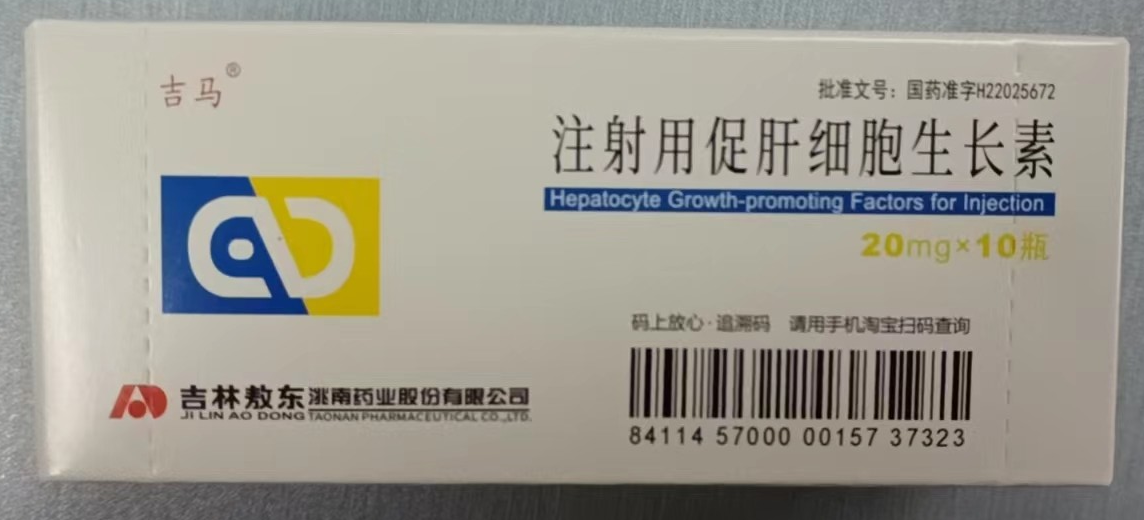 吉马®
批准文号：国药准字H22025672
注射用促肝细胞生长素
Hepatocyte Growth-promoting Factors for Injection
20mg×10瓶
码上放心·追溯码 请用手机淘宝扫码查询
84114 57000 00157 37323
吉林敖东洮南药业股份有限公司
JI LIN AO DONG TAONAN PHARMACEUTICAL CO.,LTD.